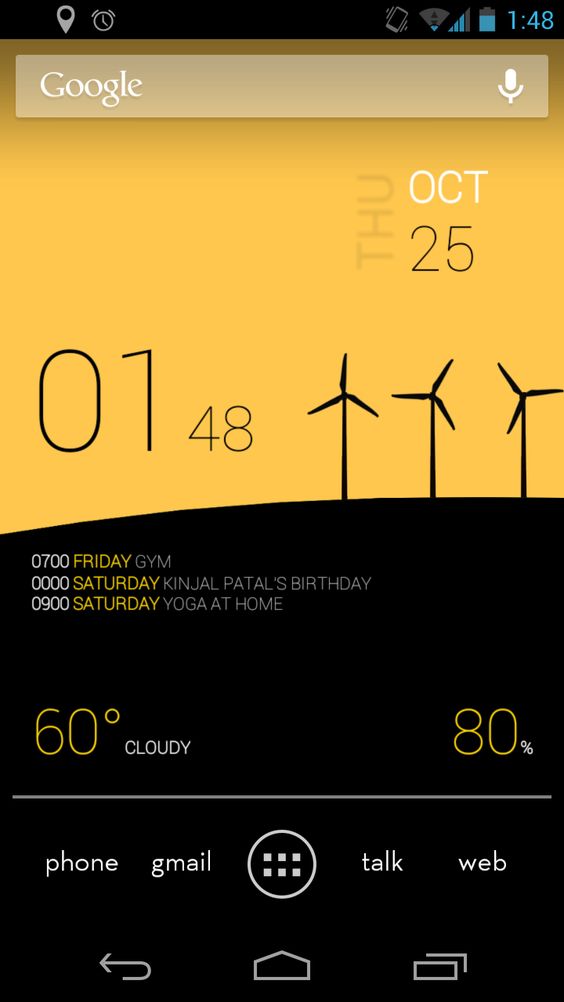 1:48
Google
THU
OCT
25
01 48
0700 FRIDAY GYM
0000 SATURDAY KINJAL PATAL'S BIRTHDAY
0900 SATURDAY YOGA AT HOME
60° CLOUDY
80%
phone gmail talk web